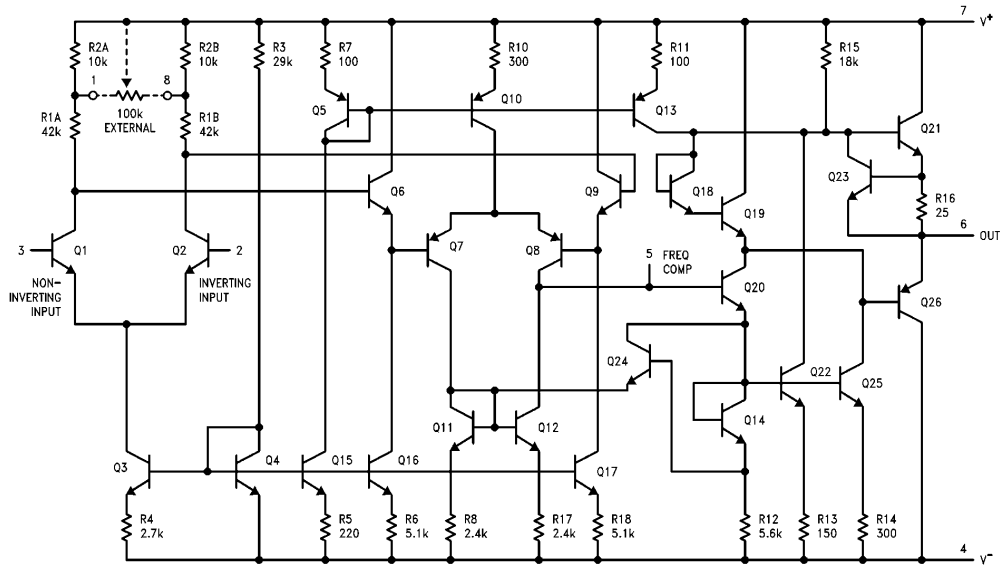 7 V+
R2A
10k
R2B
10k
R3
29k
R7
100
R10
300
R11
100
R15
18k
1
8
100k
EXTERNAL
R1A
42k
R1B
42k
Q5
Q10
Q13
Q21
Q23
Q6
Q9
Q18
Q19
R16
25
6
OUT
3
Q1
Q2
2
NON-
INVERTING
INPUT
INVERTING
INPUT
Q7
Q8
5 FREQ
COMP
Q20
Q26
Q24
Q22
Q25
Q11
Q12
Q14
Q3
Q4
Q15
Q16
Q17
R4
2.7k
R5
220
R6
5.1k
R8
2.4k
R17
2.4k
R18
5.1k
R12
5.6k
R13
150
R14
300
4 V-